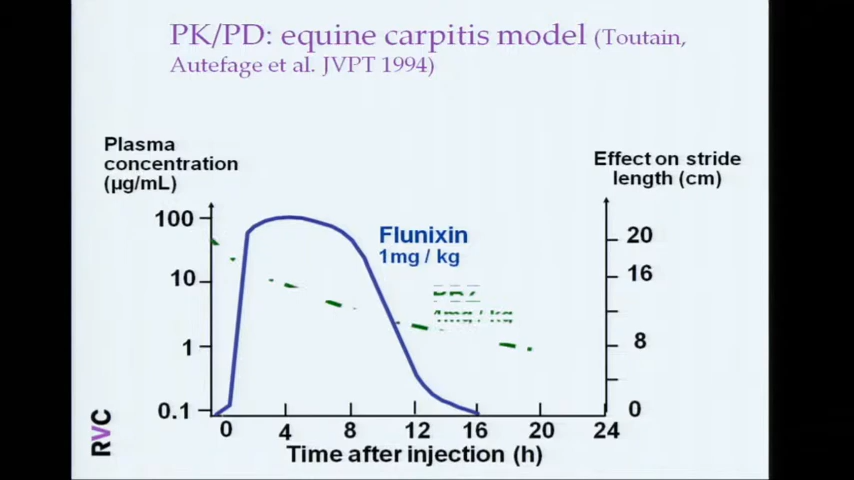 PK/PD: equine carpitis model (Toutain,
Autefage et al. JVPT 1994)
Plasma
concentration
(µg/mL)
Effect on stride
length (cm)
100
10
1
0.1
Flunixin
1mg / kg
20
16
8
0
0 4 8 12 16 20 24
Time after injection (h)
RVC